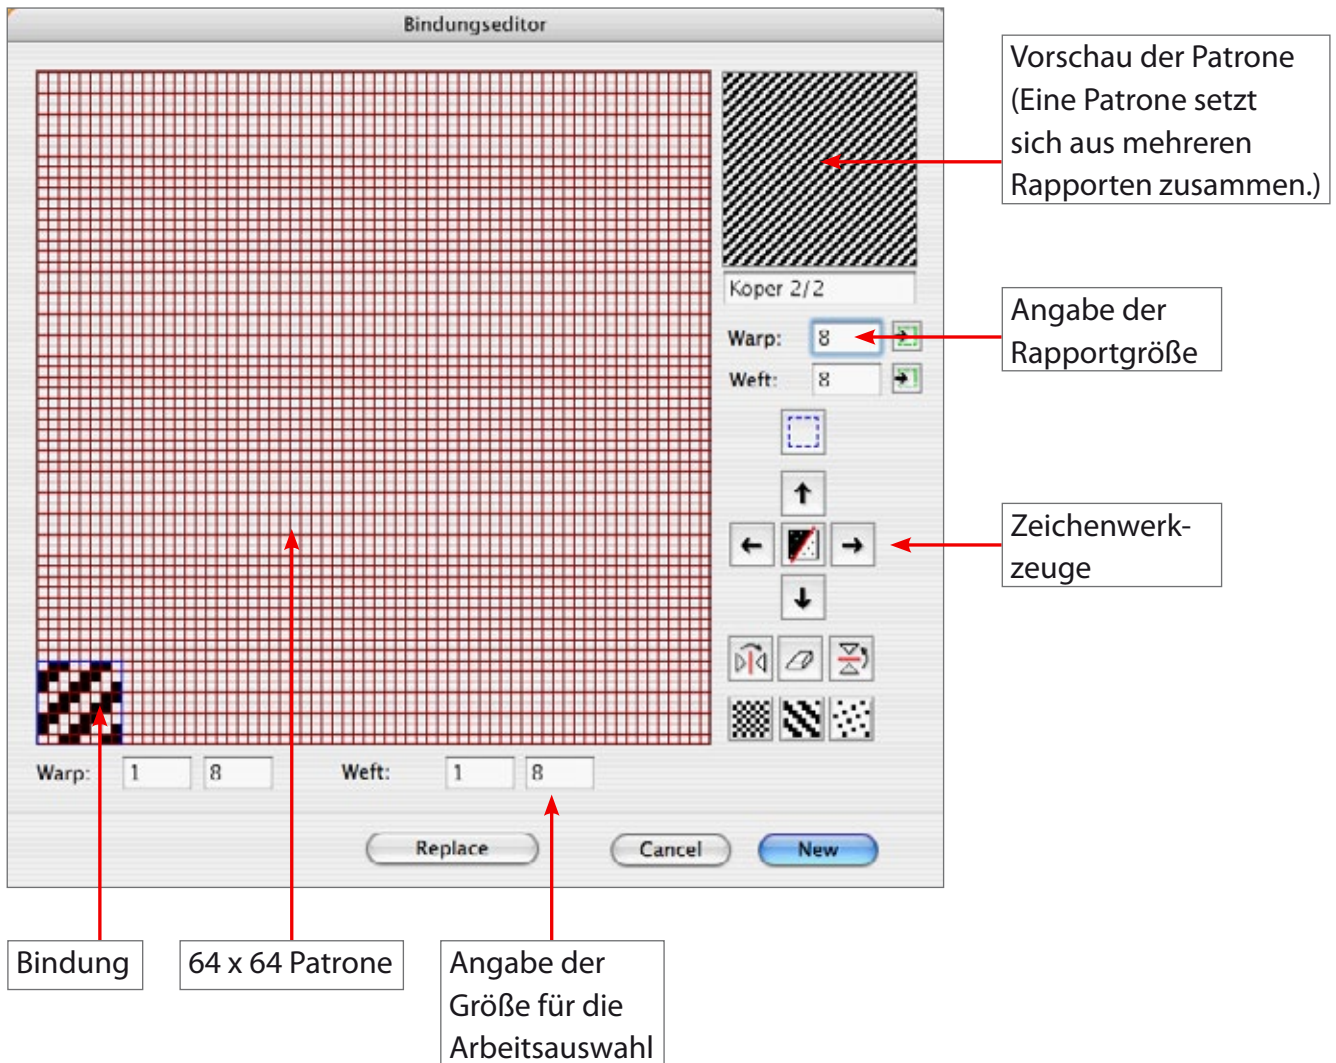 Bindungseditor
Vorschau der Patrone
(Eine Patrone setzt
sich aus mehreren
Rapporten zusammen.)
Koper 2/2
Warp: 8
Weft: 8
Angabe der
Rapportgröße
Zeichenwerk-
zeuge
Warp: 1 8 Weft: 1 8
Replace Cancel New
Bindung
64 x 64 Patrone
Angabe der
Größe für die
Arbeitsauswahl